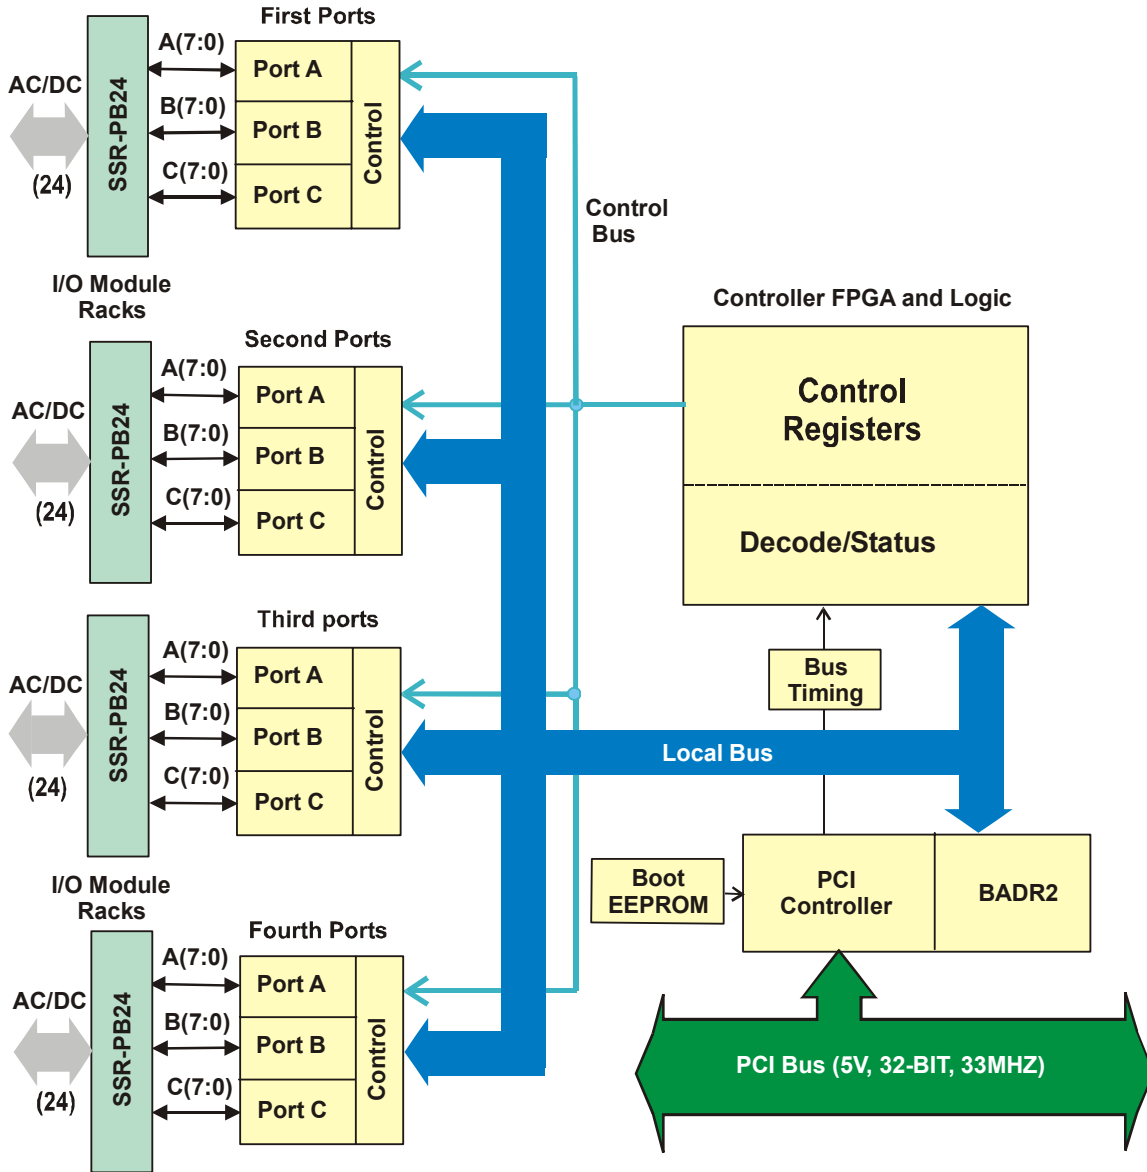 First Ports
A(7:0)
Port A
AC/DC
B(7:0)
Port B
SSR-PB24
Control
C(7:0)
Port C
(24)
Control
Bus
I/O Module
Racks
Controller FPGA and Logic
Second Ports
A(7:0)
Port A
AC/DC
B(7:0)
Port B
SSR-PB24
Control
C(7:0)
Port C
(24)
Control
Registers
Decode/Status
Third ports
A(7:0)
Port A
AC/DC
B(7:0)
Port B
SSR-PB24
Control
C(7:0)
Port C
(24)
Bus
Timing
Local Bus
I/O Module
Racks
Boot
EEPROM
PCI
Controller
BADR2
Fourth Ports
A(7:0)
Port A
AC/DC
B(7:0)
Port B
SSR-PB24
Control
C(7:0)
Port C
(24)
PCI Bus (5V, 32-BIT, 33MHZ)